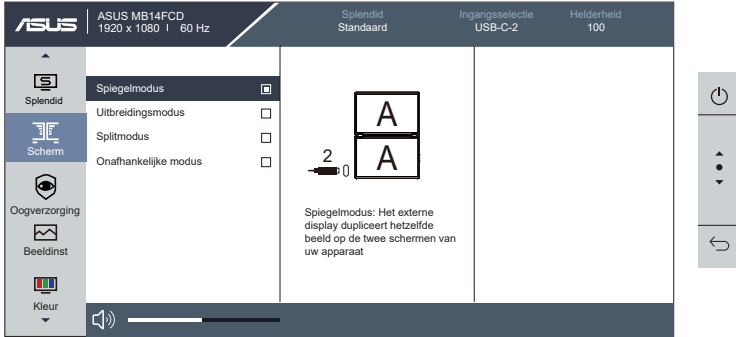 ASUS
ASUS MB14FCD
1920 x 1080 I 60 Hz
Splendid
Standaard
Ingangsselectie
USB-C-2
Helderheid
100
Splendid
Scherm
Oogverzorging
Beeldinst
Kleur
Spiegelmodus
Uitbreidingsmodus
Splitmodus
Onafhankelijke modus
A
2
A
Spiegelmodus: Het externe
display dupliceert hetzelfde
beeld op de twee schermen van
uw apparaat